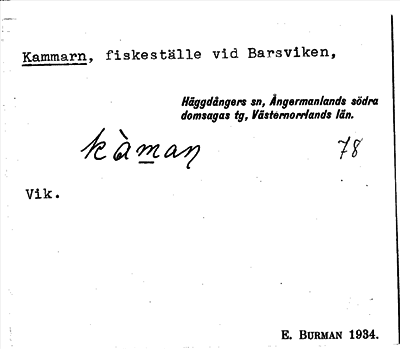 Kammarn, fiskeställe vid Barsviken,
Häggdångers sn, Ångermanlands södra
domsagas tg, Västernorrlands län.
kàman 78
Vik.
E. BURMAN 1934.